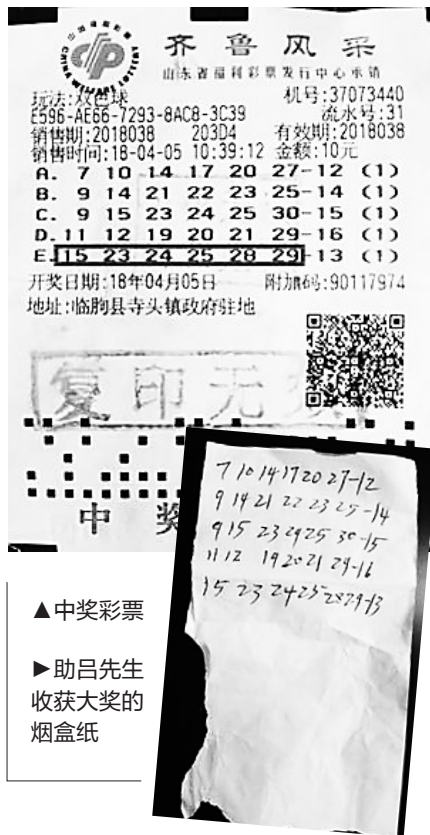 齐鲁风采
山东省福利彩票发行中心承销
玩法:双色球 机号:37073440
E596-AE66-7293-8AC8-3C39 流水号:31
销售期:2018038 203D4 有效期:2018038
销售时间:18-04-05 10:39:12 金额:10元
A. 7 10 14 17 20 27-12 (1)
B. 9 14 21 22 23 25-14 (1)
C. 9 15 23 24 25 30-15 (1)
D. 11 12 19 20 21 29-16 (1)
E. 15 23 24 25 28 29-13 (1)
开奖日期:18年04月05日 附加码:90117974
地址:临朐县寺头镇政府驻地
复印无效
中奖
7 10 14 17 20 27-12
9 14 21 22 23 25-14
9 15 23 24 25 30-15
11 12 19 20 21 29-16
15 23 24 25 28 29-13
▲中奖彩票
▶助吕先生
收获大奖的
烟盒纸